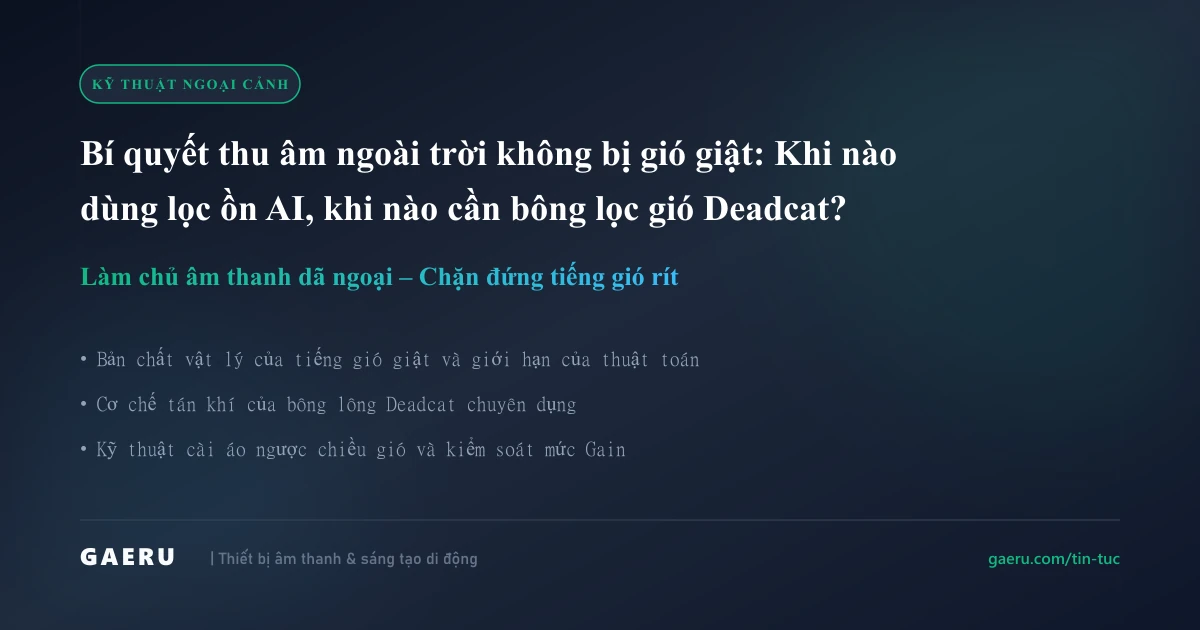 KỸ THUẬT NGOẠI CẢNH
Bí quyết thu âm ngoài trời không bị gió giật: Khi nào
dùng lọc ồn AI, khi nào cần bông lọc gió Deadcat?
Làm chủ âm thanh dã ngoại – Chặn đứng tiếng gió rít
• Bản chất vật lý của tiếng gió giật và giới hạn của thuật toán
• Cơ chế tán khí của bông lông Deadcat chuyên dụng
• Kỹ thuật cài áo ngược chiều gió và kiểm soát mức Gain
GAERU | Thiết bị âm thanh & sáng tạo di động
gaeru.com/tin-tuc